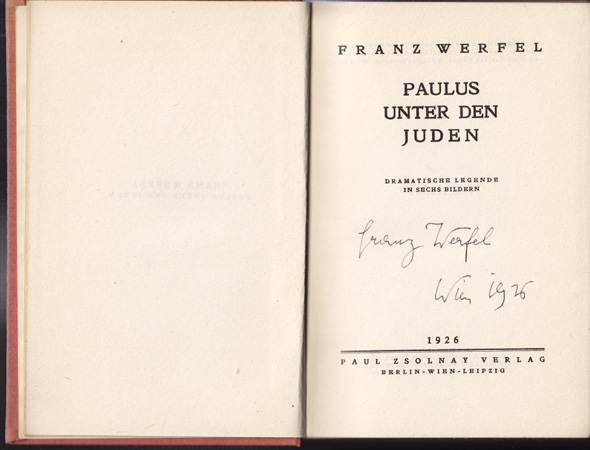 FRANZ WERFEL
PAULUS
UNTER DEN
JUDEN
DRAMATISCHE LEGENDE
IN SECHS BILDERN
Franz Werfel
Wien 1926
1926
PAUL ZSOLNAY VERLAG
BERLIN-WIEN-LEIPZIG